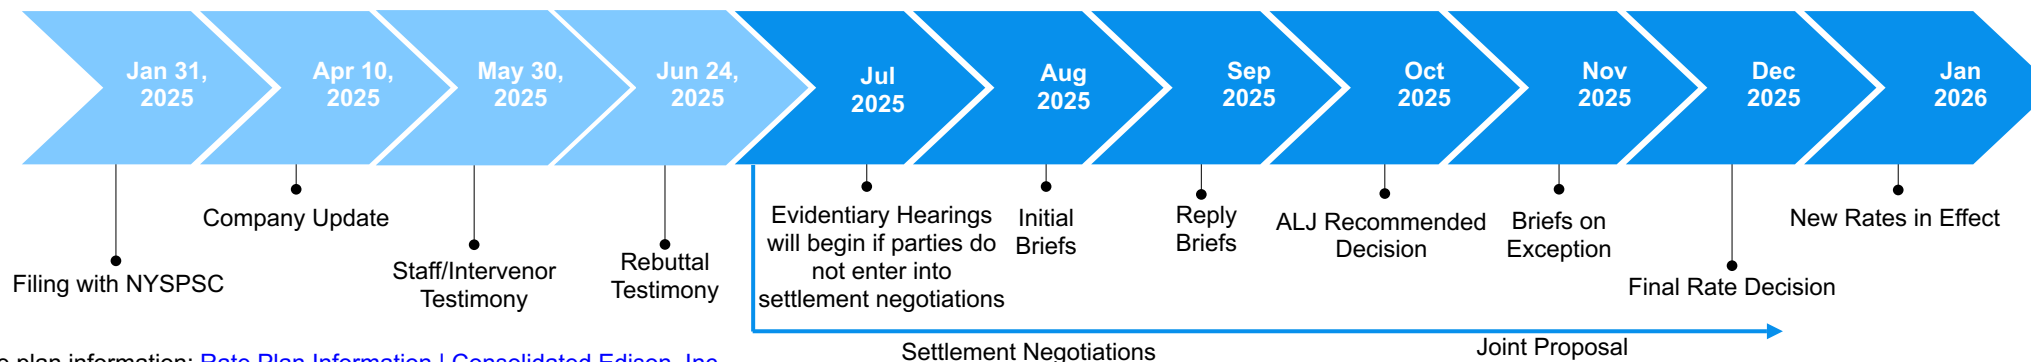 Jan 31,
2025
Apr 10,
2025
May 30,
2025
Jun 24,
2025
Jul
2025
Aug
2025
Sep
2025
Oct
2025
Nov
2025
Dec
2025
Jan
2026
Filing with NYSPSC
Company Update
Staff/Intervenor
Testimony
Rebuttal
Testimony
Evidentiary Hearings
will begin if parties do
not enter into
settlement negotiations
Initial
Briefs
Reply
Briefs
ALJ Recommended
Decision
Briefs on
Exception
Final Rate Decision
New Rates in Effect
Settlement Negotiations
Joint Proposal
plan information: Rate Plan Information | Consolidated Edison, Inc.